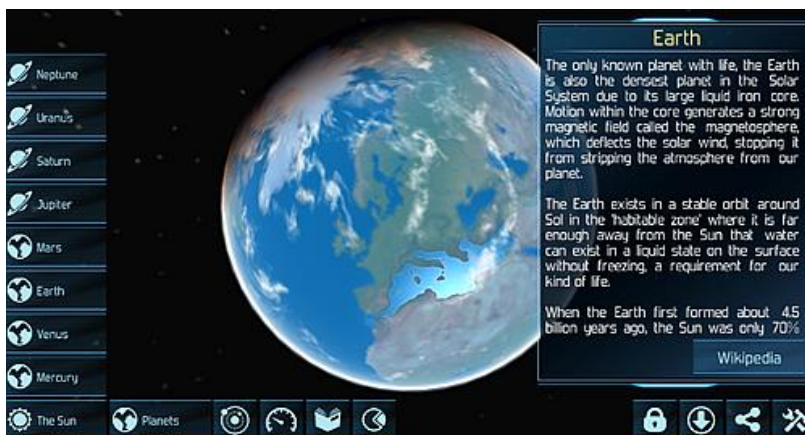 Neptune
Uranus
Saturn
Jupiter
Mars
Earth
Venus
Mercury
The Sun
Planets
Earth
The only known planet with life, the Earth
is also the densest planet in the Solar
System due to its large liquid iron core.
Motion within the core generates a strong
magnetic field called the magnetosphere,
which deflects the solar wind, stopping it
from stripping the atmosphere from our
planet.
The Earth exists in a stable orbit around
Sol in the 'habitable zone' where it is far
enough away from the Sun that water
can exist in a liquid state on the surface
without freezing, a requirement for our
kind of life.
When the Earth first formed about 4.5
billion years ago, the Sun was only 70%
Wikipedia